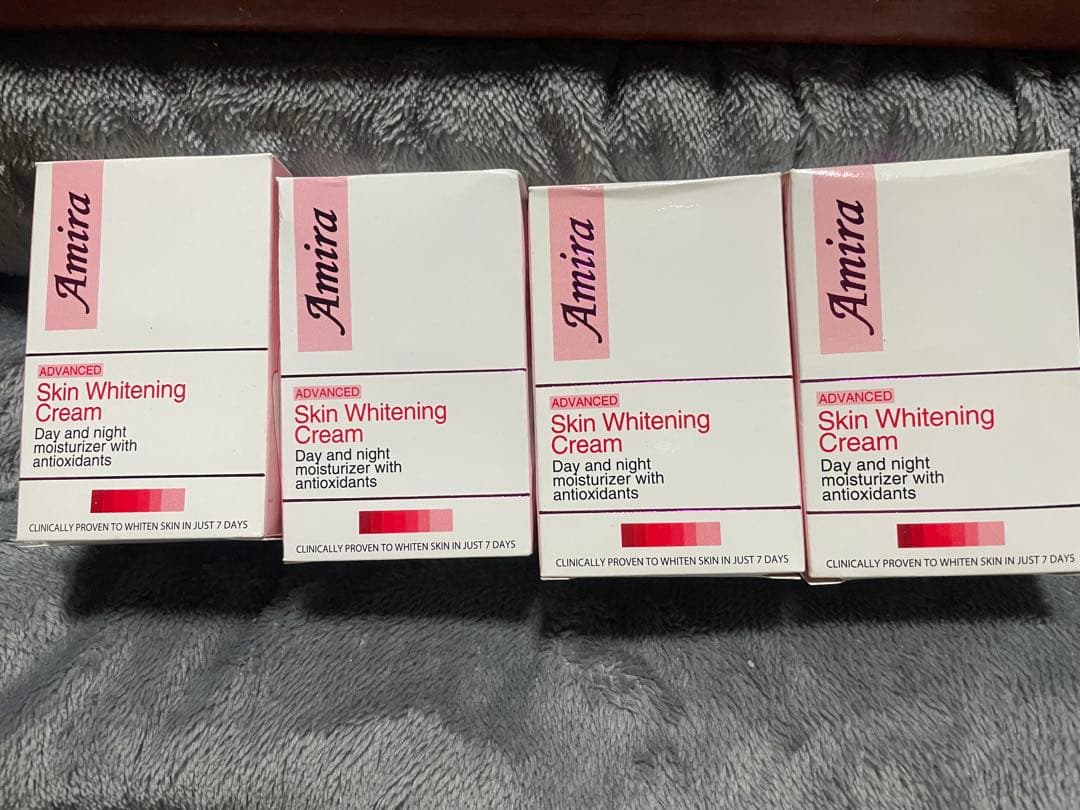 Amira
ADVANCED
Skin Whitening
Cream
Day and night
moisturizer with
antioxidants
CLINICALLY PROVEN TO WHITEN SKIN IN JUST 7 DAYS
Amira
ADVANCED
Skin Whitening
Cream
Day and night
moisturizer with
antioxidants
CLINICALLY PROVEN TO WHITEN SKIN IN JUST 7 DAYS
Amira
ADVANCED
Skin Whitening
Cream
Day and night
moisturizer with
antioxidants
CLINICALLY PROVEN TO WHITEN SKIN IN JUST 7 DAYS
Amira
ADVANCED
Skin Whitening
Cream
Day and night
moisturizer with
antioxidants
CLINICALLY PROVEN TO WHITEN SKIN IN JUST 7 DAYS